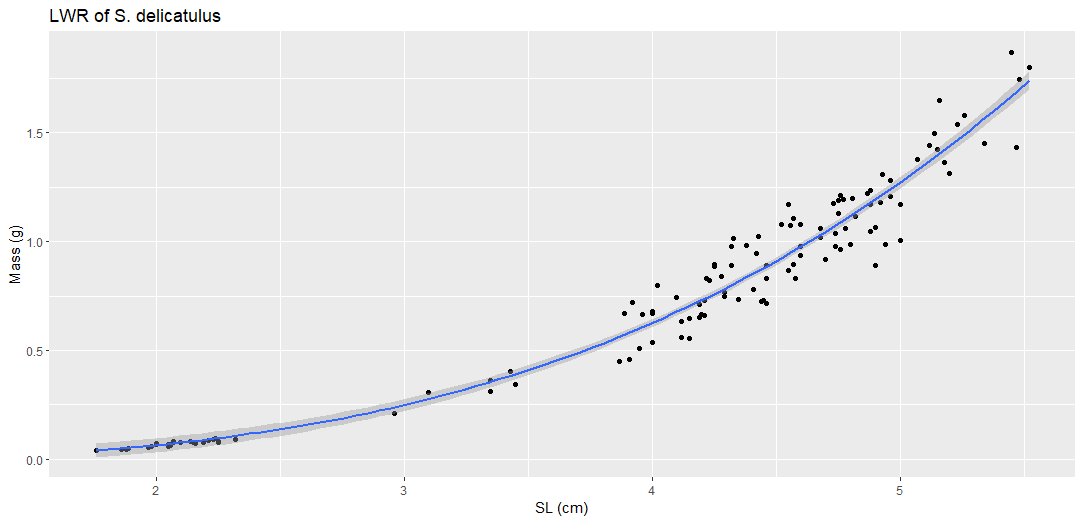 LWR of S. delicatulus
Mass (g)
1.5
1.0
0.5
0.0
2 3 4 5
SL (cm)